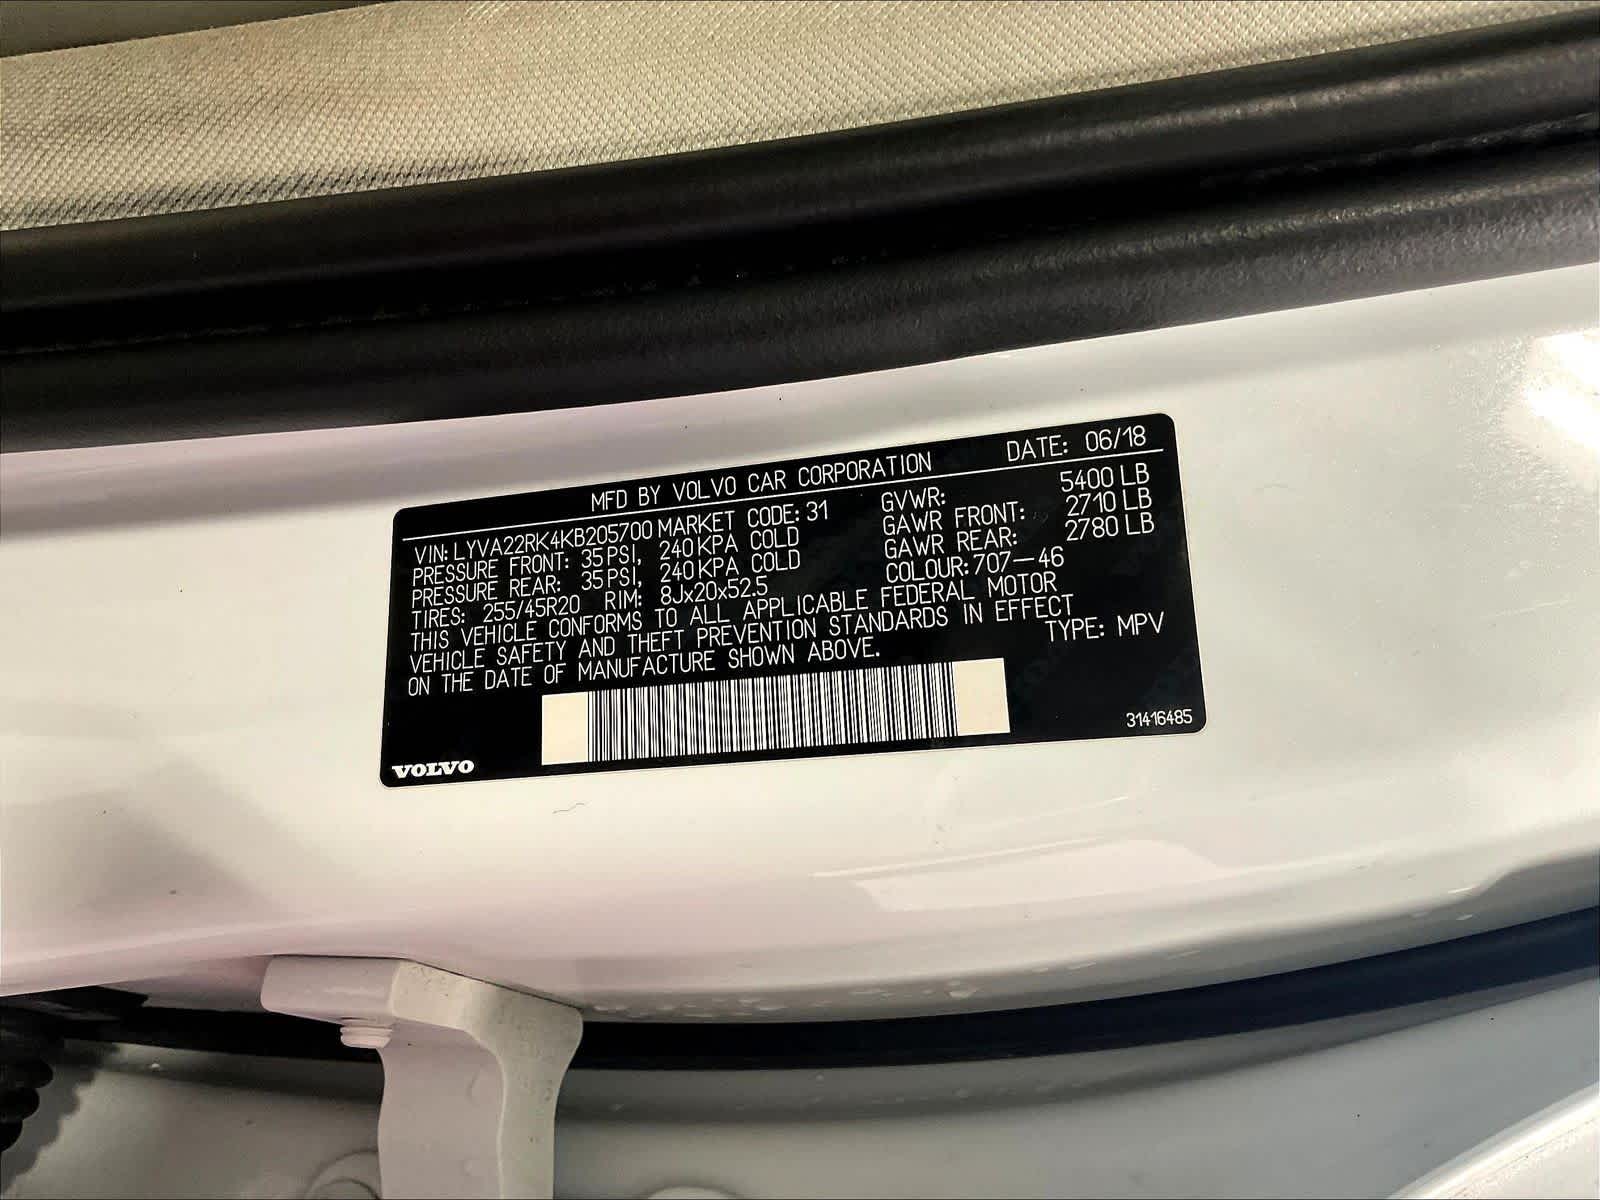 MFD BY VOLVO CAR CORPORATION DATE: 06/18
VIN: LYVA22RK4KB205700 MARKET CODE: 31 GVWR: 5400 LB
PRESSURE FRONT: 35 PSI, 240 KPA COLD GAWR FRONT: 2710 LB
PRESSURE REAR: 35 PSI, 240 KPA COLD GAWR REAR: 2780 LB
TIRES: 255/45R20 RIM: 8Jx20x52.5 COLOUR: 707-46
THIS VEHICLE CONFORMS TO ALL APPLICABLE FEDERAL MOTOR
VEHICLE SAFETY AND THEFT PREVENTION STANDARDS IN EFFECT
ON THE DATE OF MANUFACTURE SHOWN ABOVE. TYPE: MPV
31416485
VOLVO